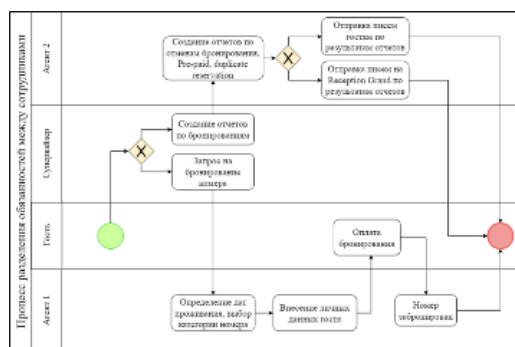 Процесс разделения обязанностей между сотрудниками
Агент 2
Супервайзер
Гость
Агент 1
Создание отчетов по
отменам бронирования,
Pre-paid, duplicate
reservation
X
Отправка писем
гостям по
результатам отчетов
Отправка писем на
Reception Grand по
результатам отчетов
X
Создание отчетов
по бронированиям
Запрос на
бронирование
номера
Оплата
бронирования
Определение дат
проживания, выбор
категории номера
Внесение личных
данных гостя
Номер
забронирован